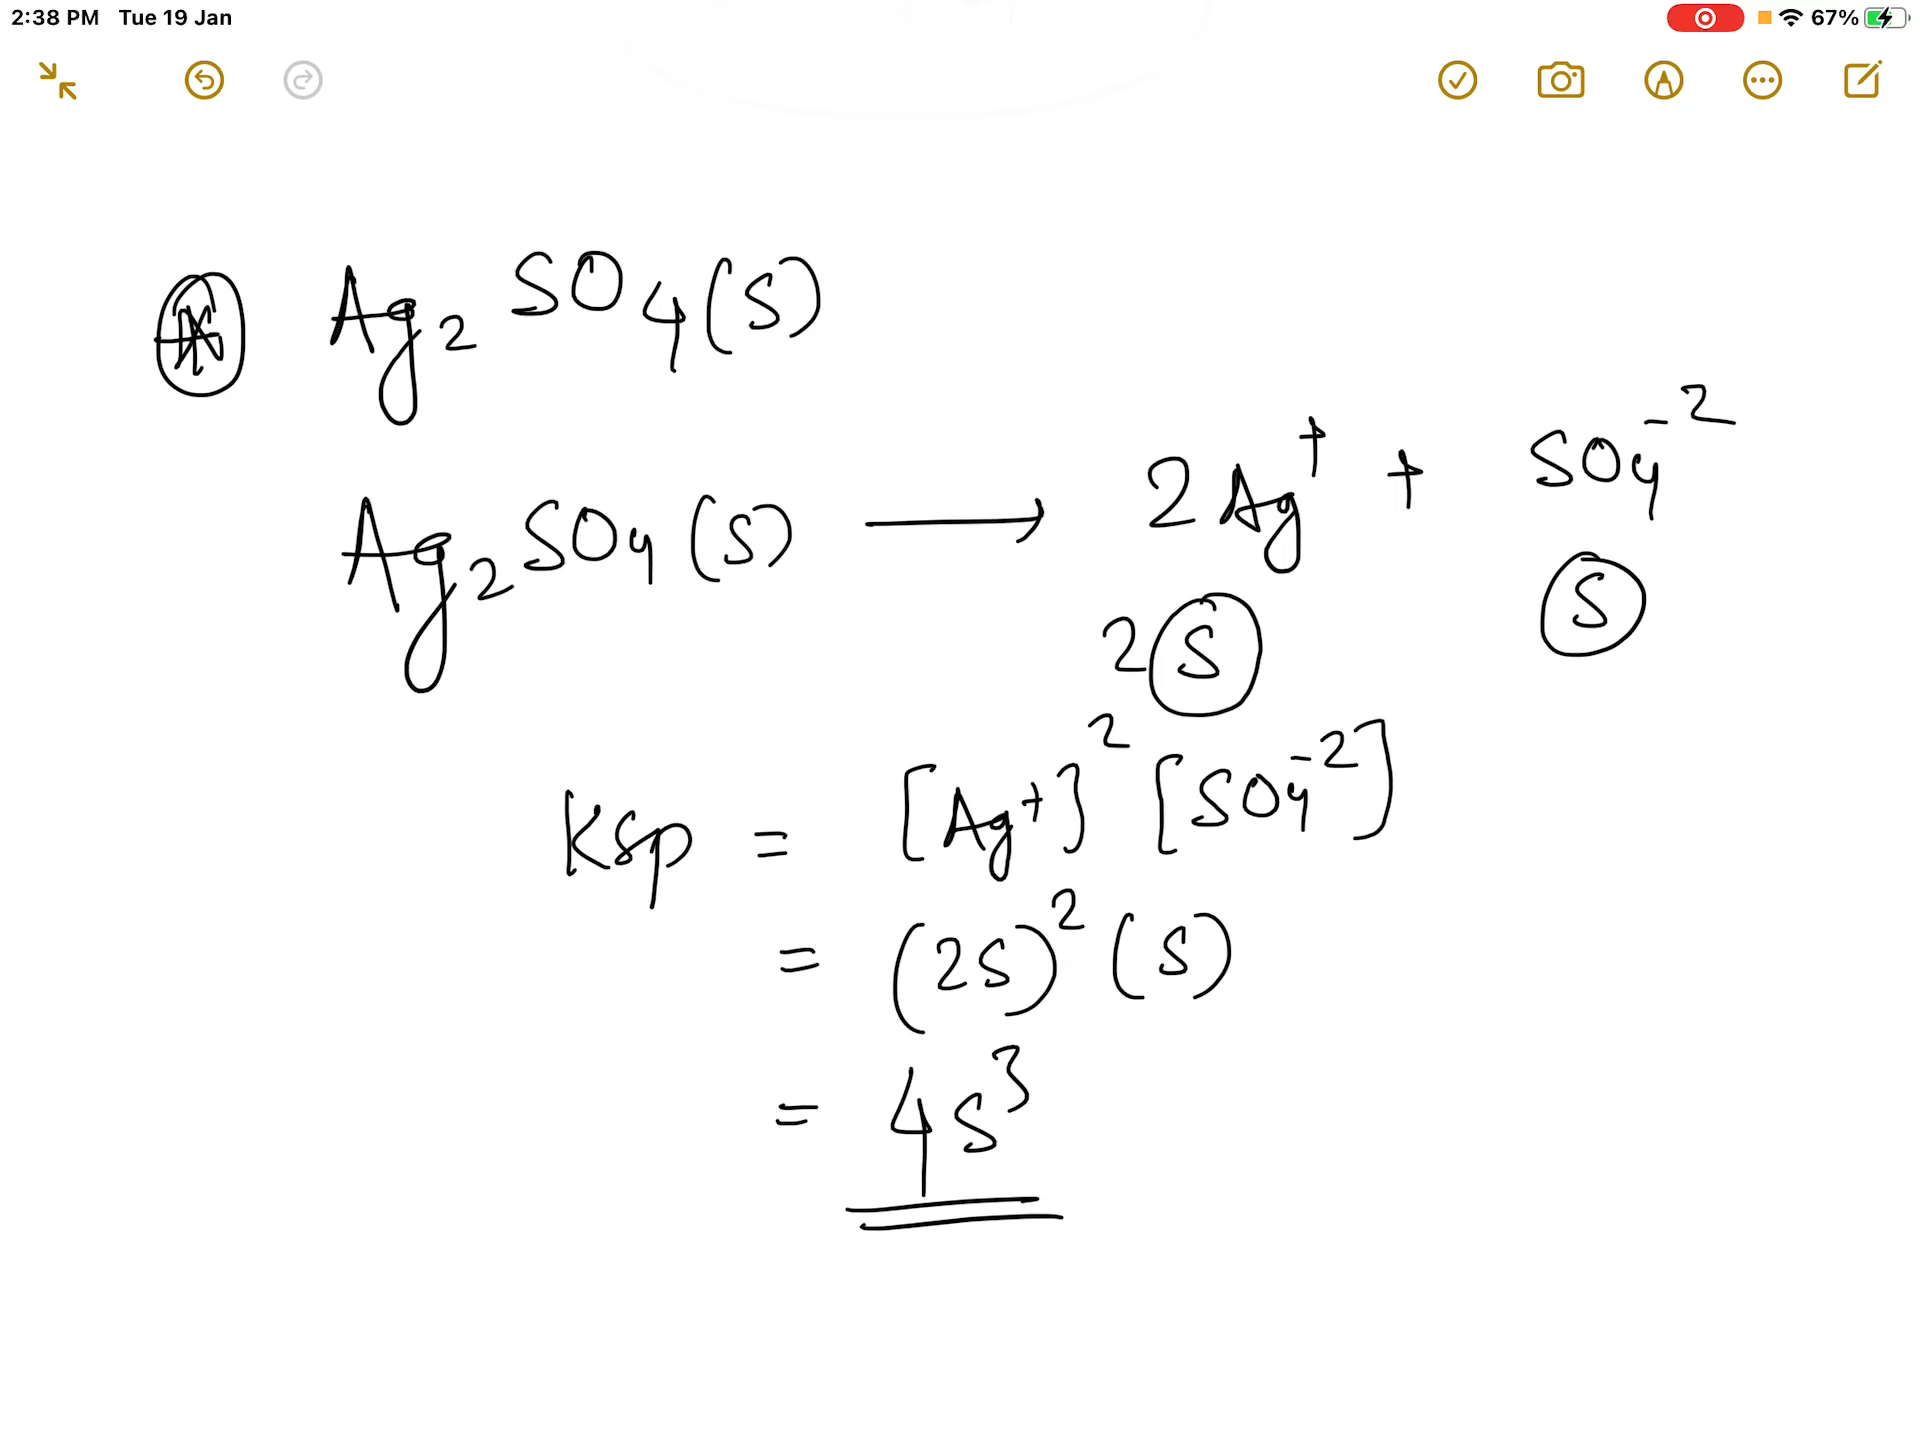 2:38 PM Tue 19 Jan 67%
Ag₂SO₄(S)
Ag₂SO₄(S) ⟶ 2Ag⁺ + SO₄⁻²
2S S
Ksp = [Ag⁺]² [SO₄⁻²]
= (2S)² (S)
= 4S³